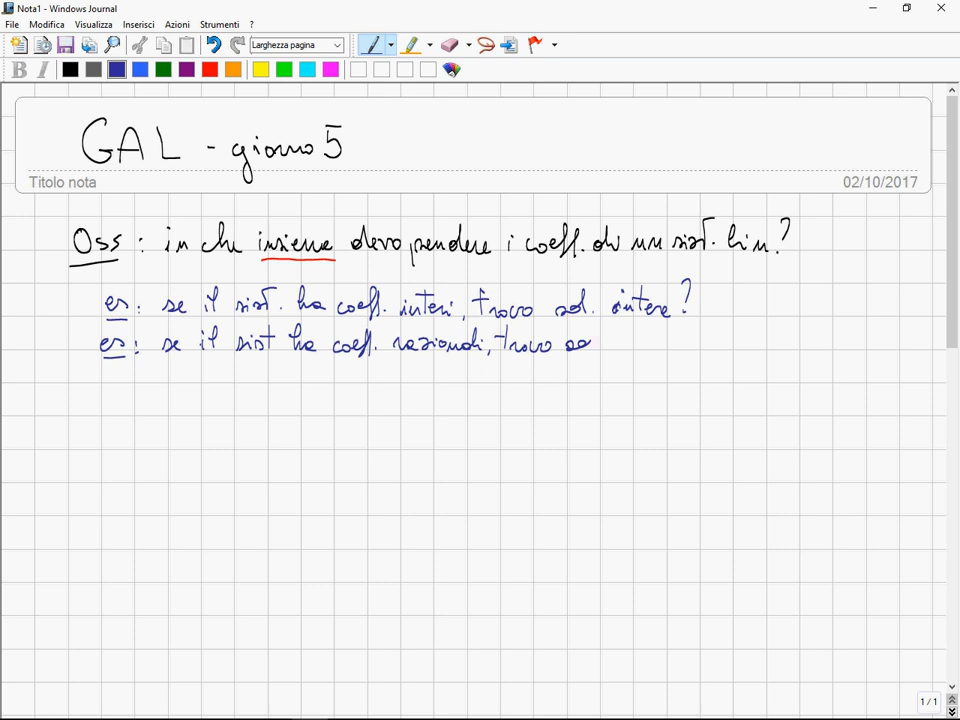 Nota1 - Windows Journal
File Modifica Visualizza Inserisci Azioni Strumenti ?
Larghezza pagina
B I
GAL - giorno 5
Titolo nota 02/10/2017
Oss : in che insieme devo prendere i coeff. di un sist. lin?
es: se il sist. ha coeff. interi, trovo sol. intere?
es: se il sist ha coeff. razionali, trovo so
1 / 1